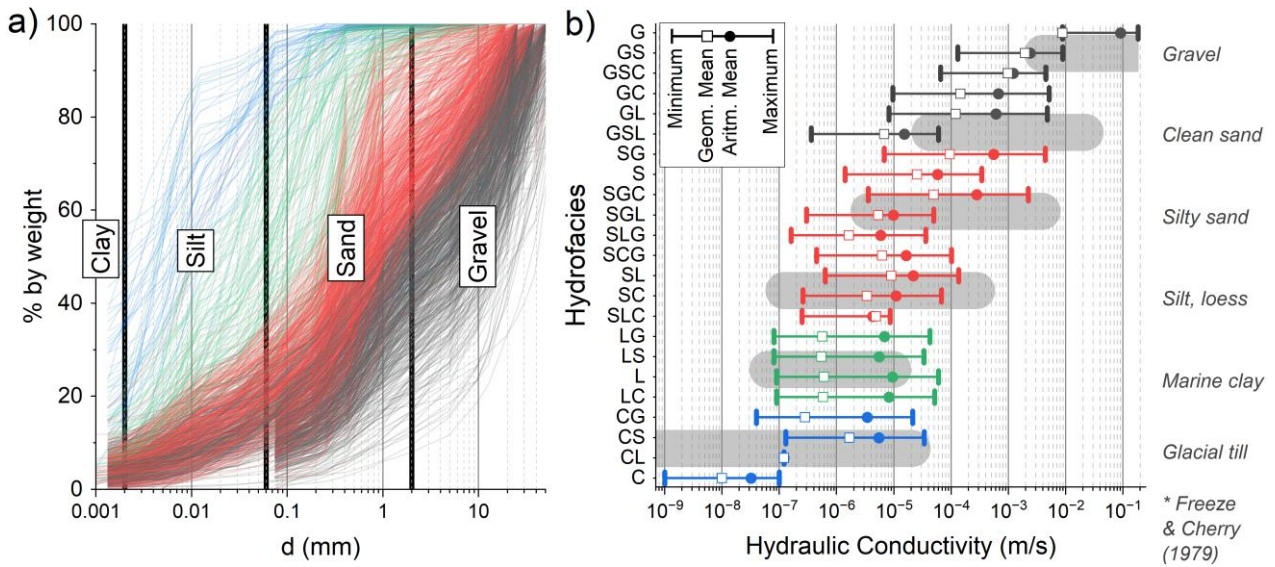 a)
100
80
60
40
20
0
% by weight
Clay
Silt
Sand
Gravel
0.001
0.01
0.1
1
10
d (mm)
b)
Minimum
Geom. Mean
Aritm. Mean
Maximum
Hydrofacies
G
GS
GSC
GC
GL
GSL
SG
S
SGC
SGL
SLG
SCG
SL
SC
SLC
LG
LS
L
LC
CG
CS
CL
C
10⁻⁹
10⁻⁸
10⁻⁷
10⁻⁶
10⁻⁵
10⁻⁴
10⁻³
10⁻²
10⁻¹
Hydraulic Conductivity (m/s)
Gravel
Clean sand
Silty sand
Silt, loess
Marine clay
Glacial till
* Freeze
& Cherry
(1979)